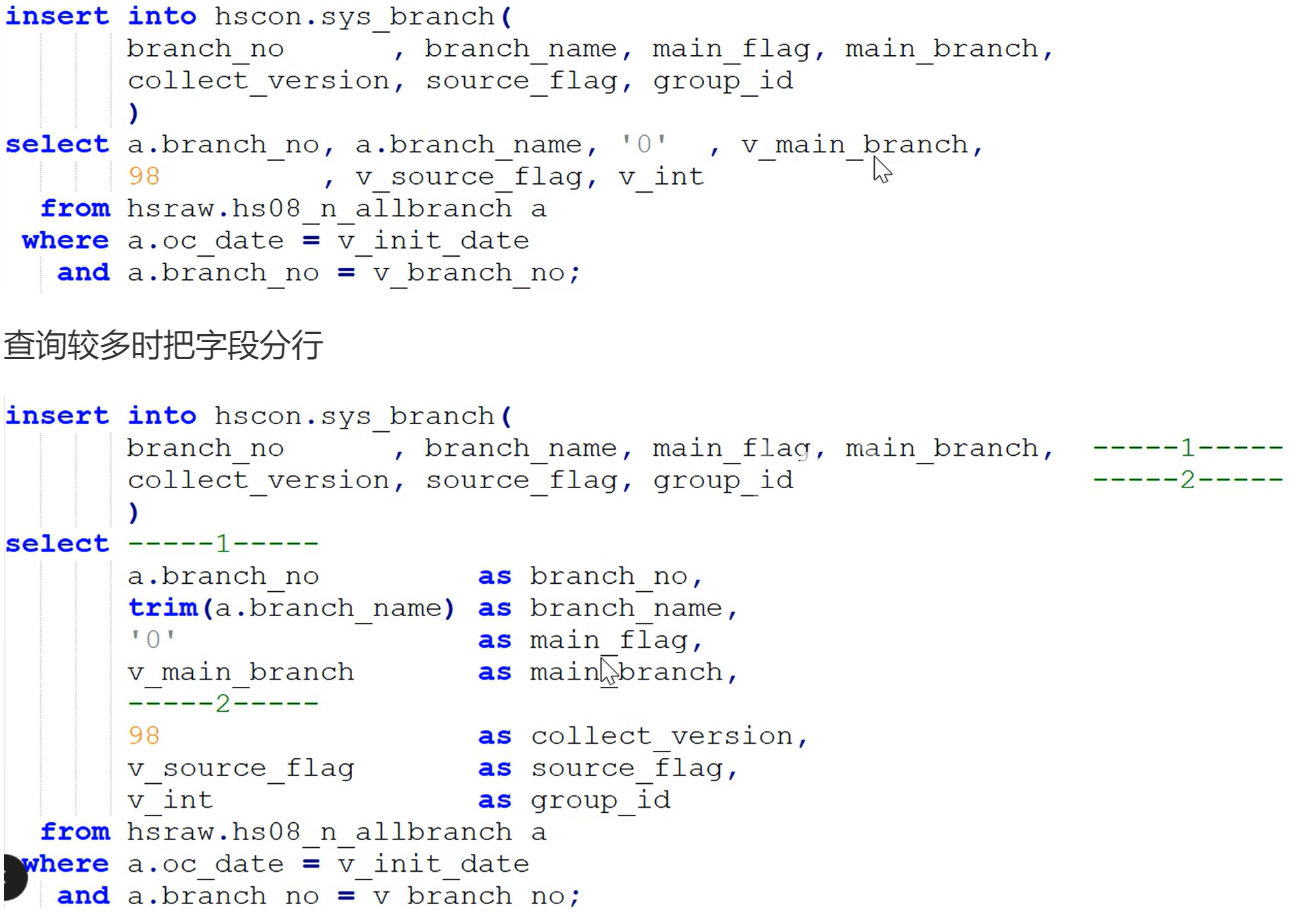 insert into hscon.sys_branch(
branch_no , branch_name, main_flag, main_branch,
collect_version, source_flag, group_id
)
select a.branch_no, a.branch_name, '0' , v_main_branch,
98 , v_source_flag, v_int
from hsraw.hs08_n_allbranch a
where a.oc_date = v_init_date
and a.branch_no = v_branch_no;
查询较多时把字段分行
insert into hscon.sys_branch(
branch_no , branch_name, main_flag, main_branch, -----1-----
collect_version, source_flag, group_id -----2-----
)
select -----1-----
a.branch_no as branch_no,
trim(a.branch_name) as branch_name,
'0' as main_flag,
v_main_branch as main_branch,
-----2-----
98 as collect_version,
v_source_flag as source_flag,
v_int as group_id
from hsraw.hs08_n_allbranch a
where a.oc_date = v_init_date
and a.branch_no = v_branch_no;